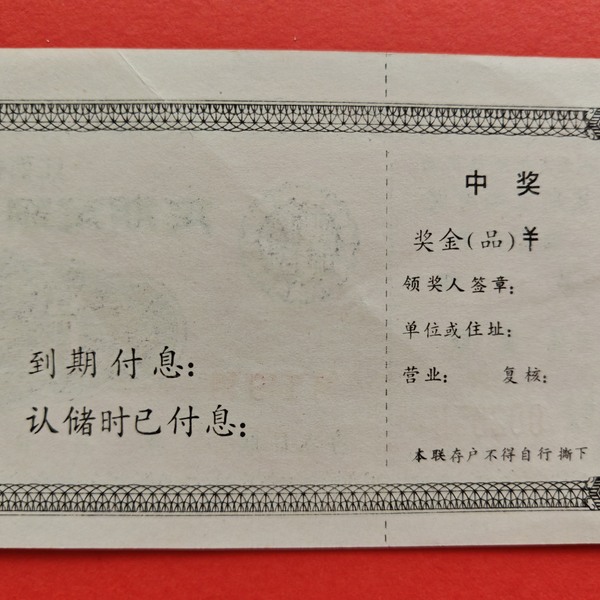 到期付息:
认储时已付息:
中奖
奖金(品)¥
领奖人签章:
单位或住址:
营业: 复核:
本联存户不得自行撕下